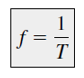 f = 1/T